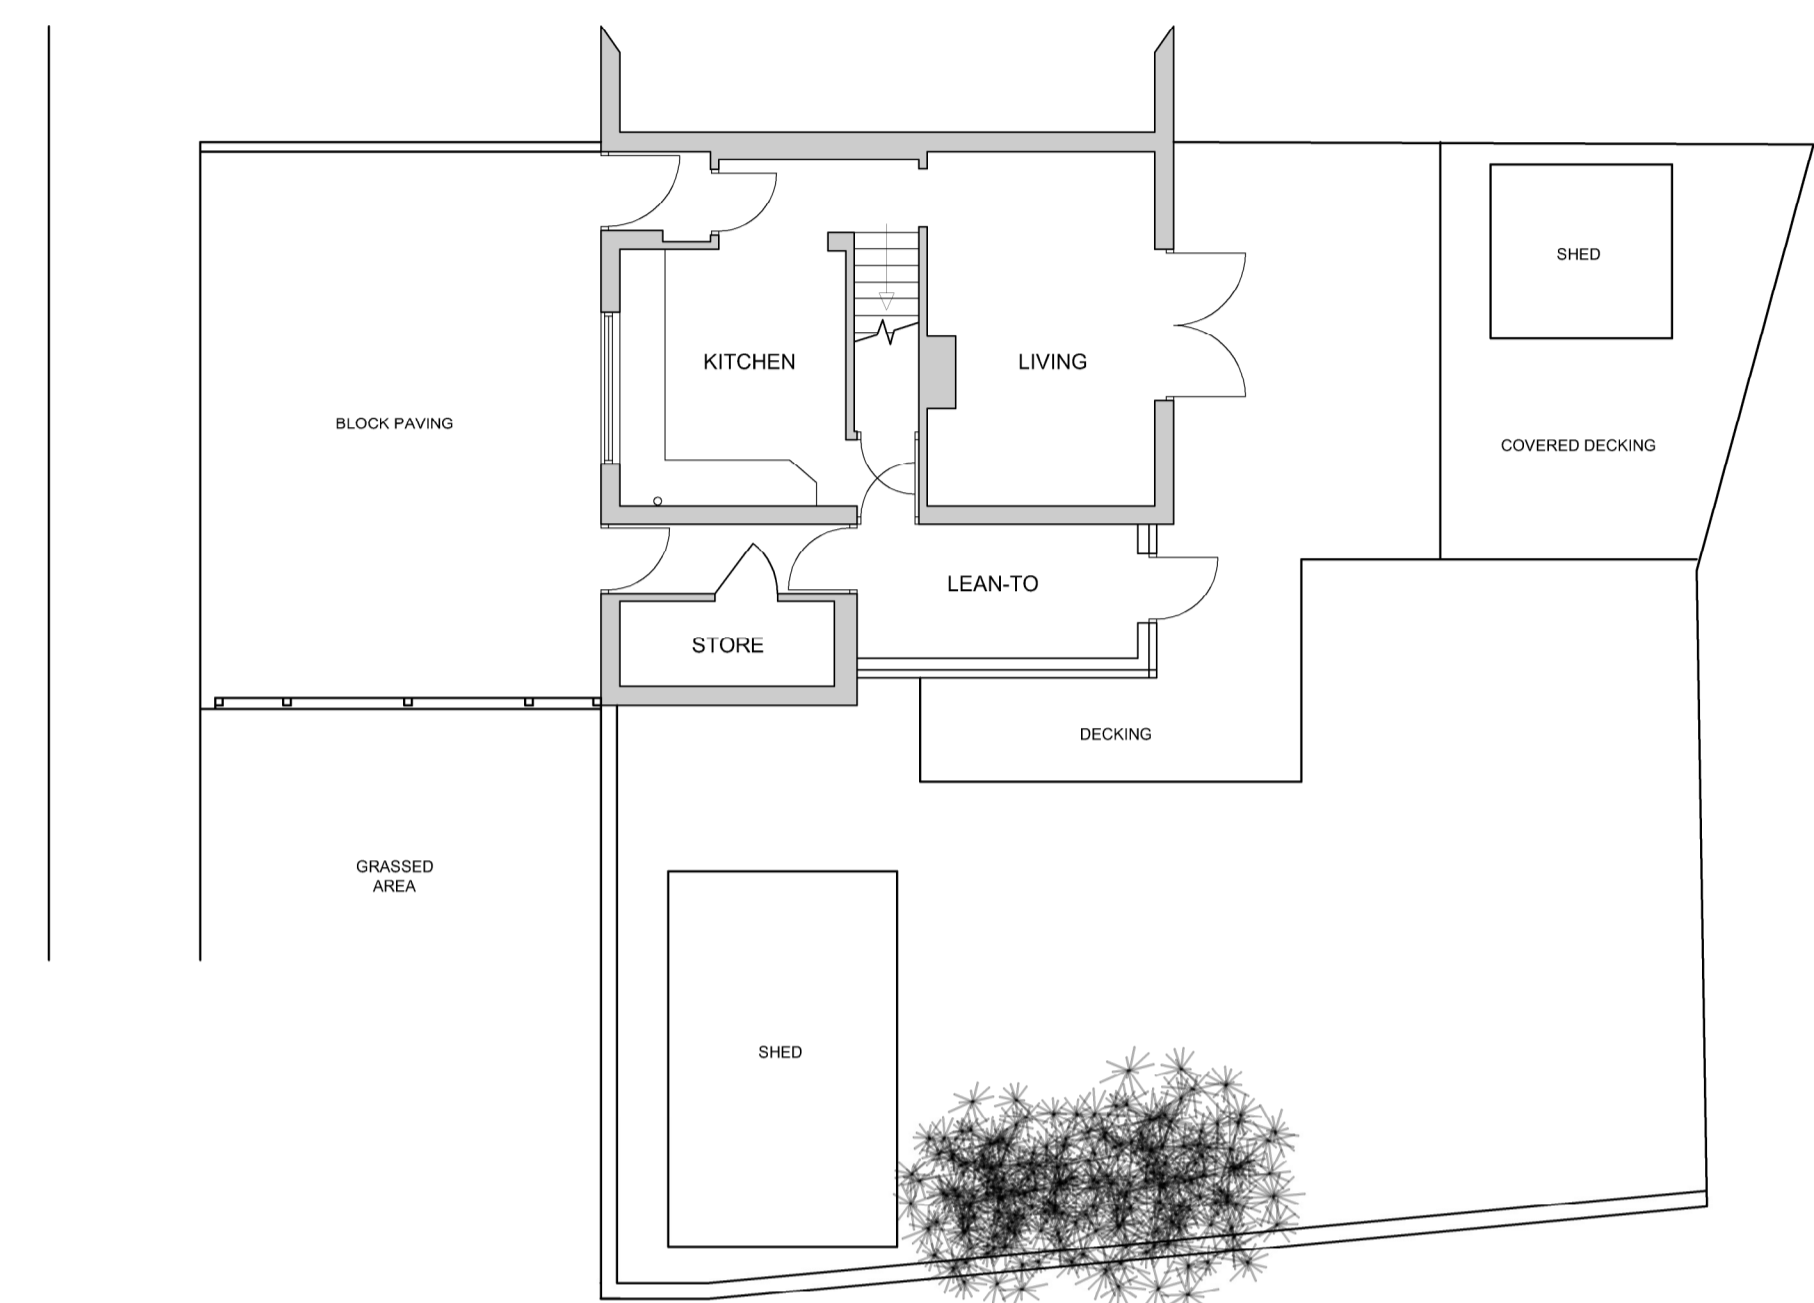 SHED
KITCHEN
LIVING
BLOCK PAVING
COVERED DECKING
LEAN-TO
STORE
DECKING
GRASSED
AREA
SHED